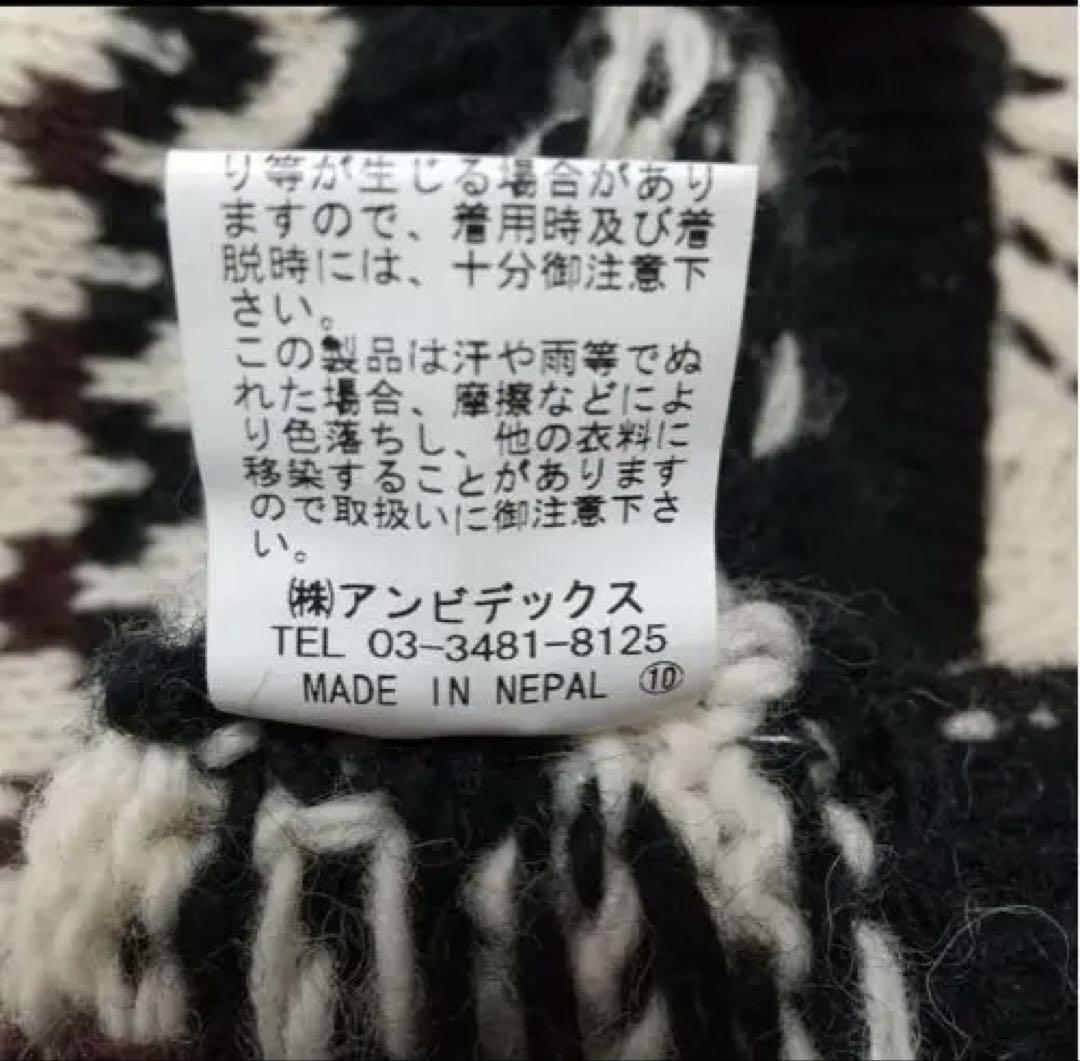 り等が生じる場合があり
ますので、着用時及び着
脱時には、十分御注意下
さい。
この製品は汗や雨等でぬ
れた場合、摩擦などによ
り色落ちし、他の衣料に
移染することがあります
ので取扱いに御注意下さ
い。
㈱アンビデックス
TEL 03-3481-8125
MADE IN NEPAL ⑩